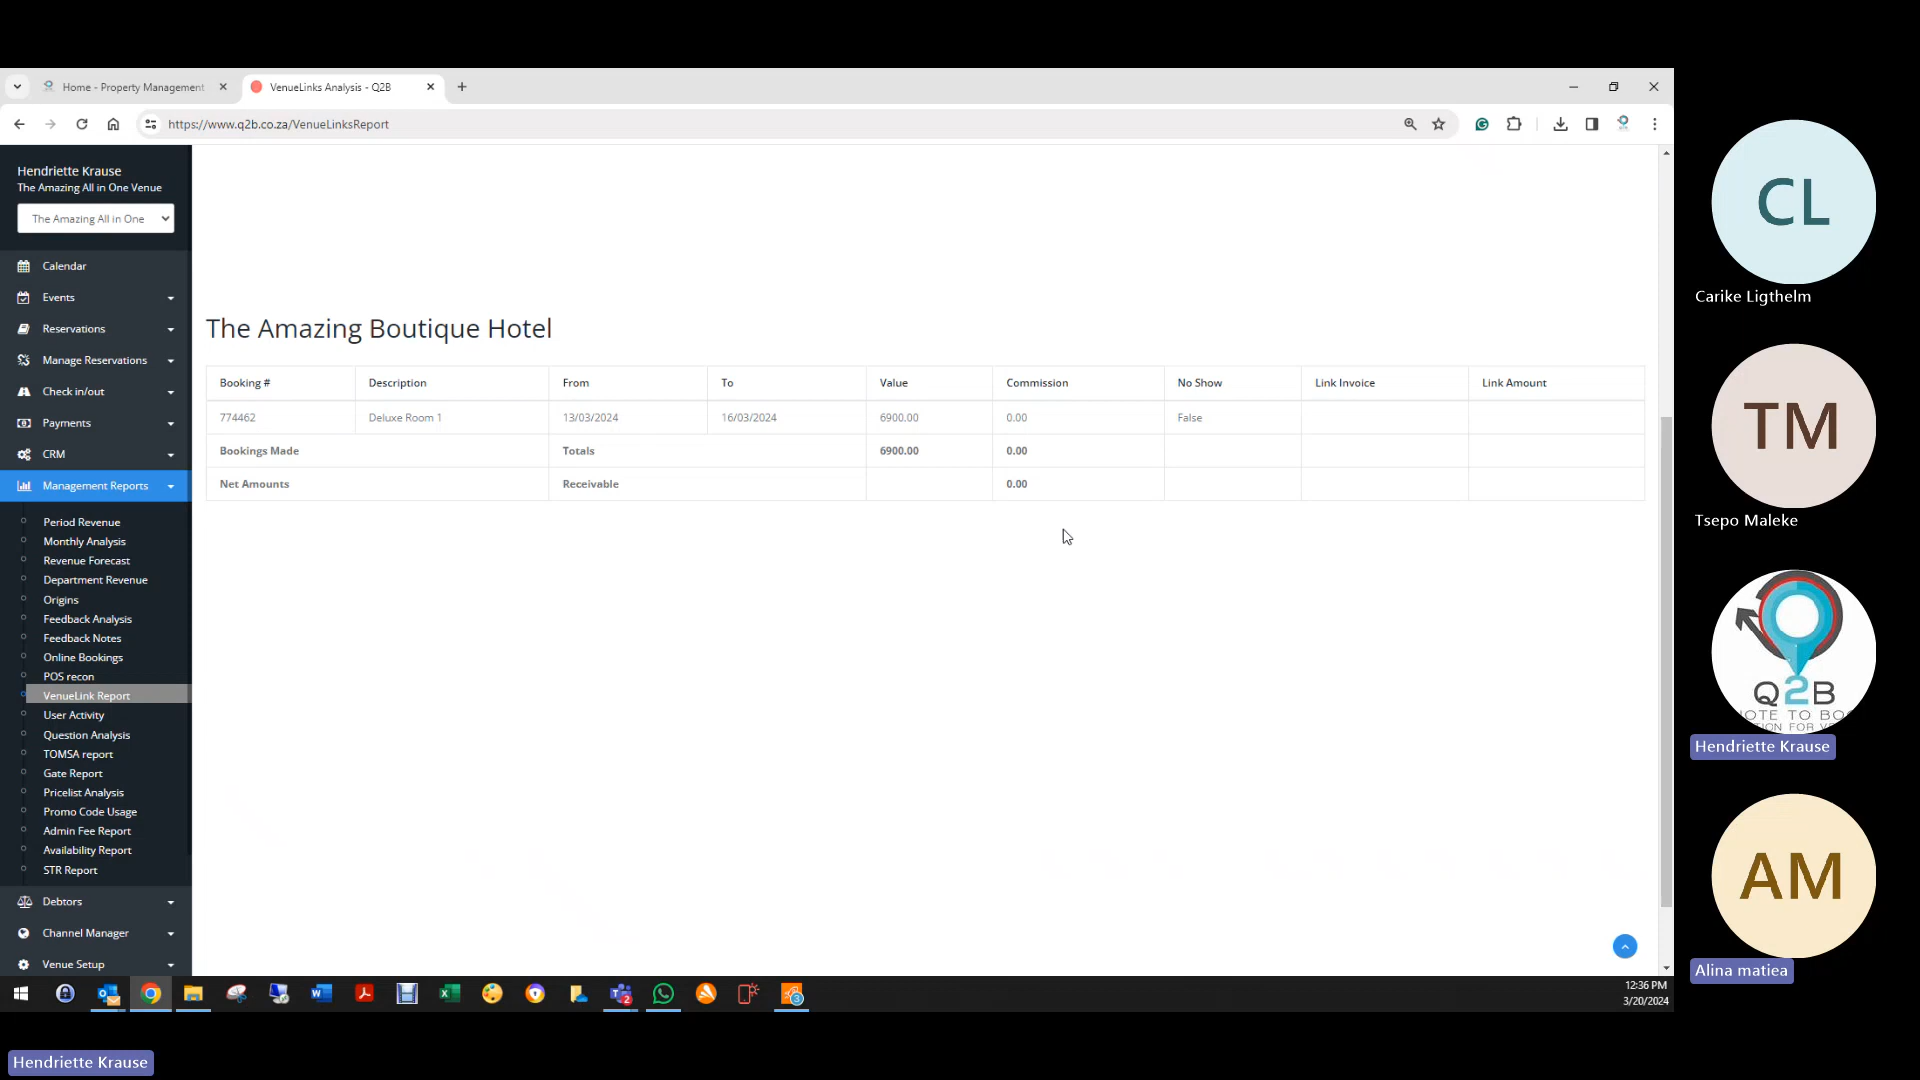 Home - Property Management
VenueLinks Analysis - Q2B
https://www.q2b.co.za/VenueLinksReport
Hendriette Krause
The Amazing All in One Venue
The Amazing All in One
Calendar
Events
Reservations
Manage Reservations
Check in/out
Payments
CRM
Management Reports
Period Revenue
Monthly Analysis
Revenue Forecast
Department Revenue
Origins
Feedback Analysis
Feedback Notes
Online Bookings
POS recon
VenueLink Report
User Activity
Question Analysis
TOMSA report
Gate Report
Pricelist Analysis
Promo Code Usage
Admin Fee Report
Availability Report
STR Report
Debtors
Channel Manager
Venue Setup
The Amazing Boutique Hotel
Booking # Description From To Value Commission No Show Link Invoice Link Amount
774462 Deluxe Room 1 13/03/2024 16/03/2024 6900.00 0.00 False
Bookings Made Totals 6900.00 0.00
Net Amounts Receivable 0.00
12:36 PM
3/20/2024
CL
Carike Ligthelm
TM
Tsepo Maleke
Q2B
OTE TO BO
TION FOR V
Hendriette Krause
AM
Alina matiea
Hendriette Krause